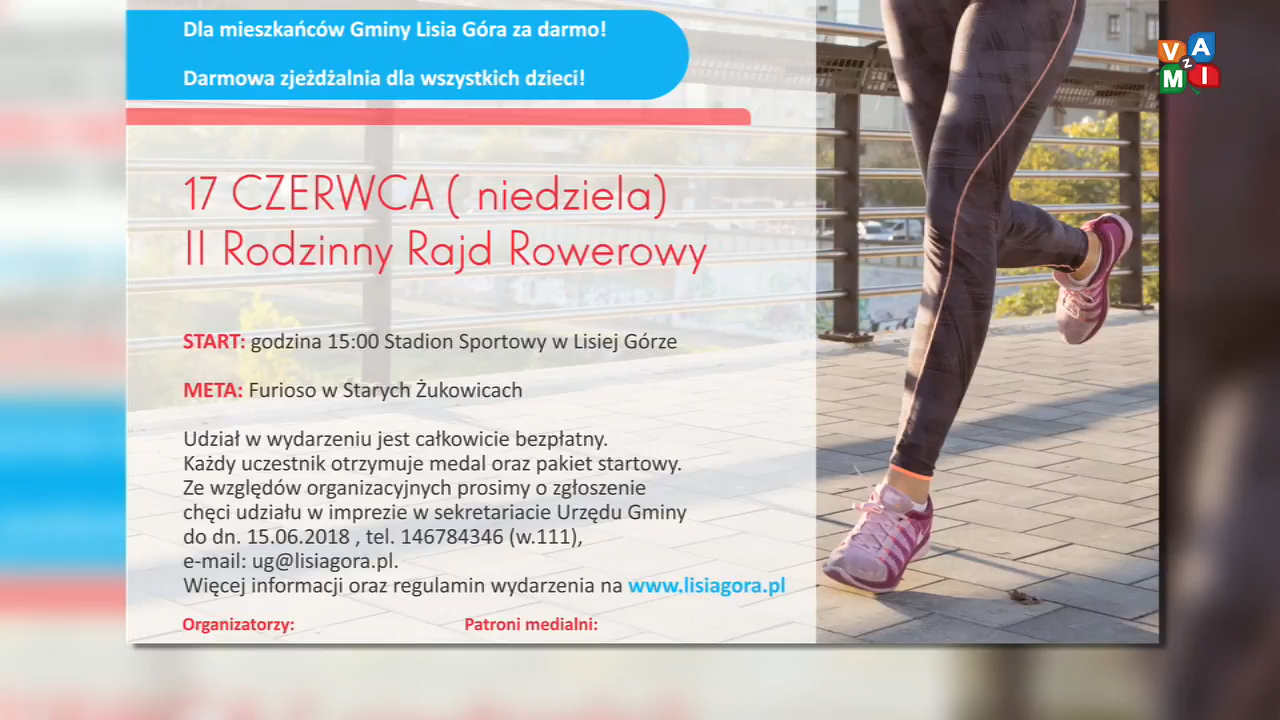 Dla mieszkańców Gminy Lisia Góra za darmo!
Darmowa zjeżdżalnia dla wszystkich dzieci!
V z A
M I
17 CZERWCA ( niedziela)
II Rodzinny Rajd Rowerowy
START: godzina 15:00 Stadion Sportowy w Lisiej Górze
META: Furioso w Starych Żukowicach
Udział w wydarzeniu jest całkowicie bezpłatny.
Każdy uczestnik otrzymuje medal oraz pakiet startowy.
Ze względów organizacyjnych prosimy o zgłoszenie
chęci udziału w imprezie w sekretariacie Urzędu Gminy
do dn. 15.06.2018 , tel. 146784346 (w.111),
e-mail: ug@lisiagora.pl.
Więcej informacji oraz regulamin wydarzenia na www.lisiagora.pl
Organizatorzy: Patroni medialni: